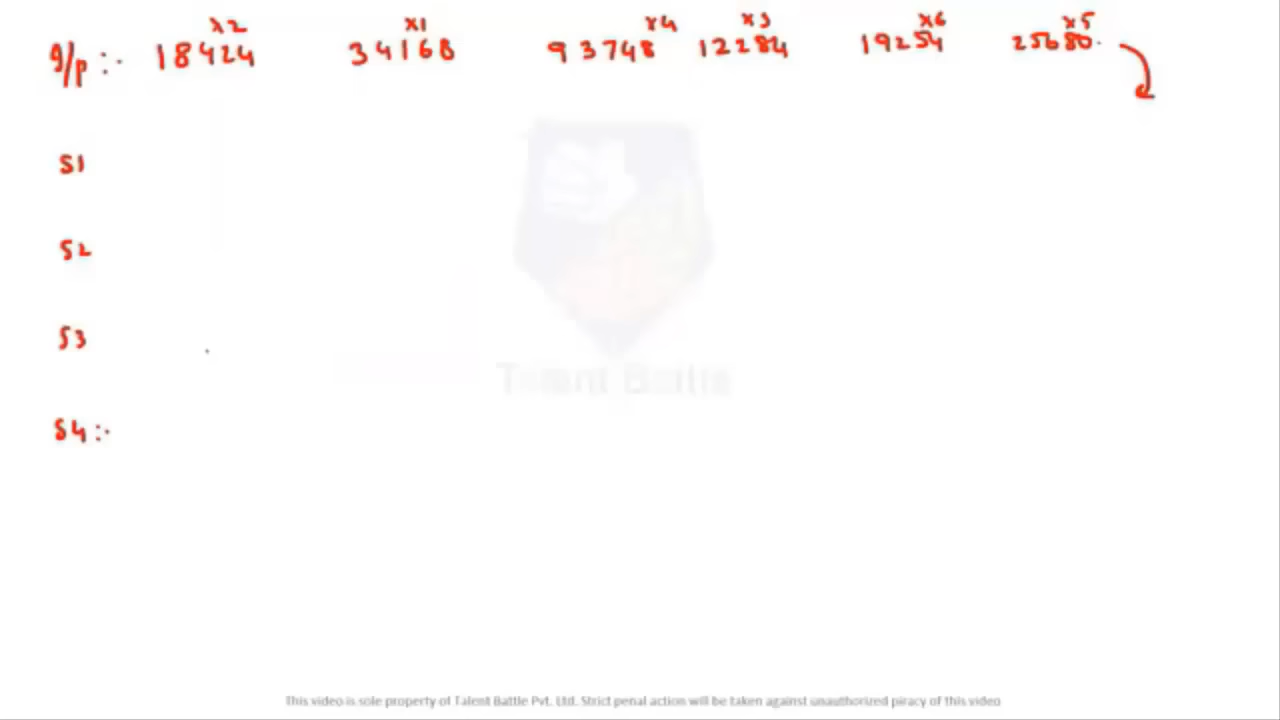 x2 x1 x4 x3 x6 x5
I/p :- 18424 34168 93748 12284 19254 25680.
S1
S2
S3
S4 :-
Talent Battle
This video is sole property of Talent Battle Pvt. Ltd. Strict penal action will be taken against unauthorized piracy of this video